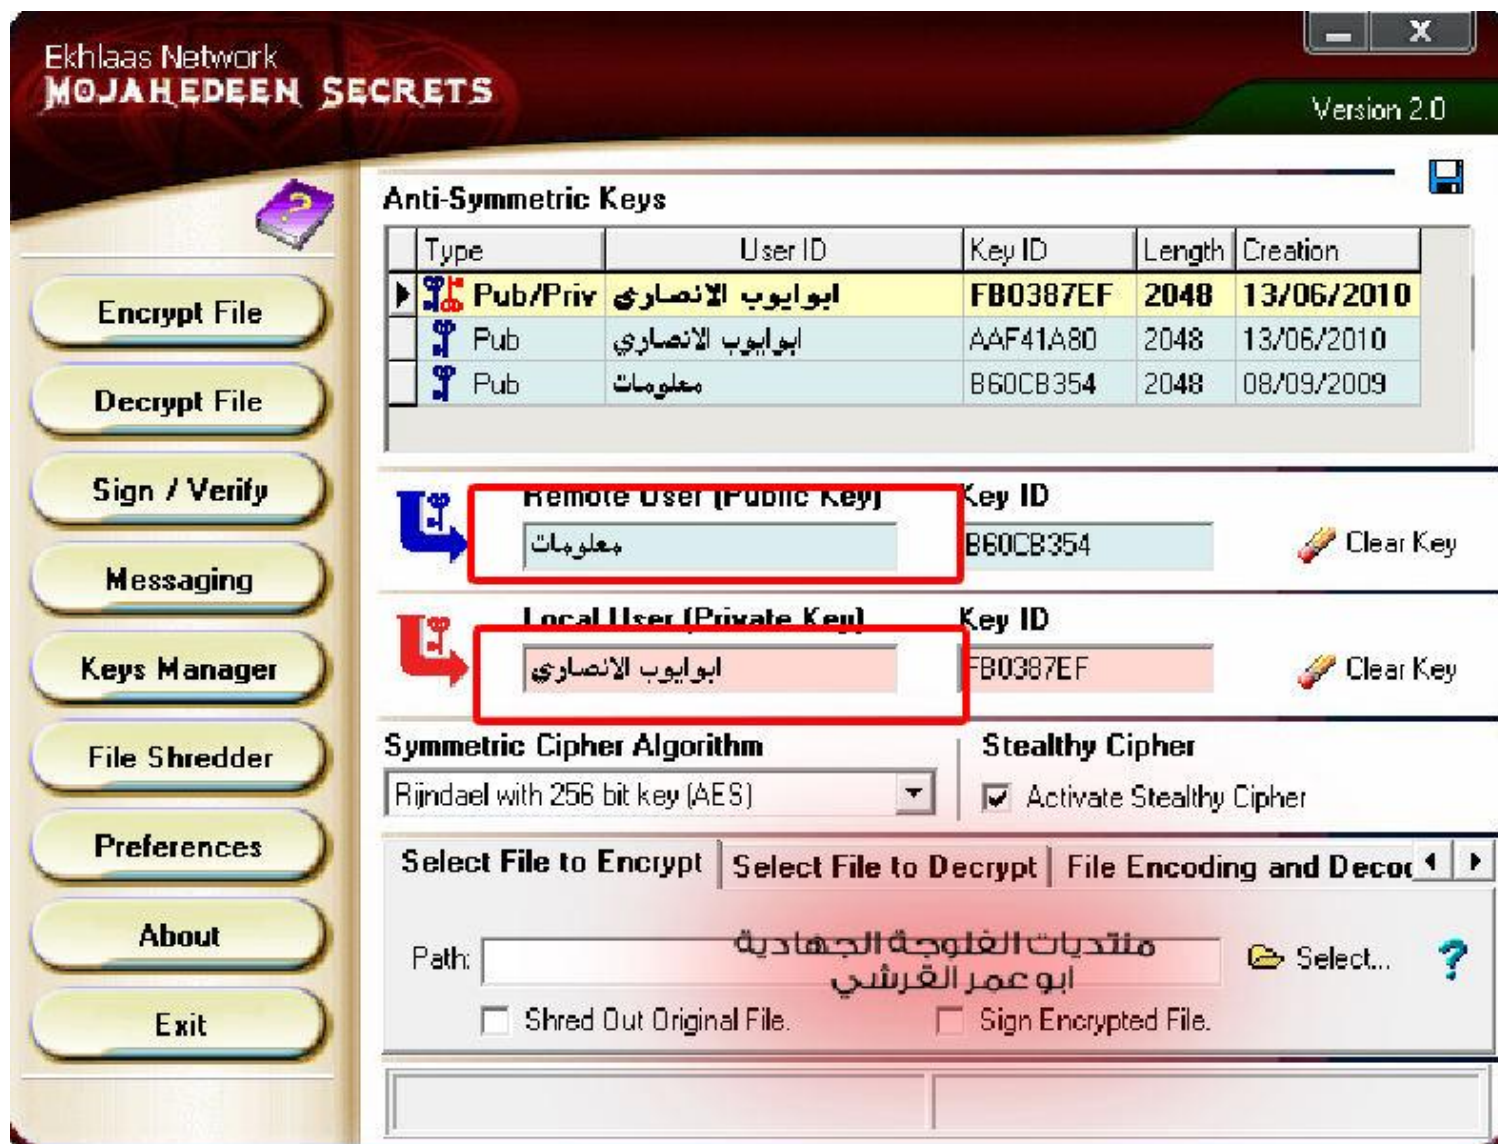 Ekhlaas Network
MOJAHEDEEN SECRETS
Version 2.0
Anti-Symmetric Keys
Type User ID Key ID Length Creation
Pub/Priv ابوايوب الانصاري FB0387EF 2048 13/06/2010
Pub ابوايوب الانصاري AAF41A80 2048 13/06/2010
Pub معلومات B60CB354 2048 08/09/2009
Encrypt File
Decrypt File
Sign / Verify
Messaging
Keys Manager
File Shredder
Preferences
About
Exit
Remote User (Public Key) Key ID
معلومات B60CB354 Clear Key
Local User (Private Key) Key ID
ابوايوب الانصاري FB0387EF Clear Key
Symmetric Cipher Algorithm Stealthy Cipher
Rijndael with 256 bit key (AES) Activate Stealthy Cipher
Select File to Encrypt Select File to Decrypt File Encoding and Decoc
Path: Select... ?
منتديات الفلوجة الجهادية
ابو عمر القرشي
Shred Out Original File. Sign Encrypted File.